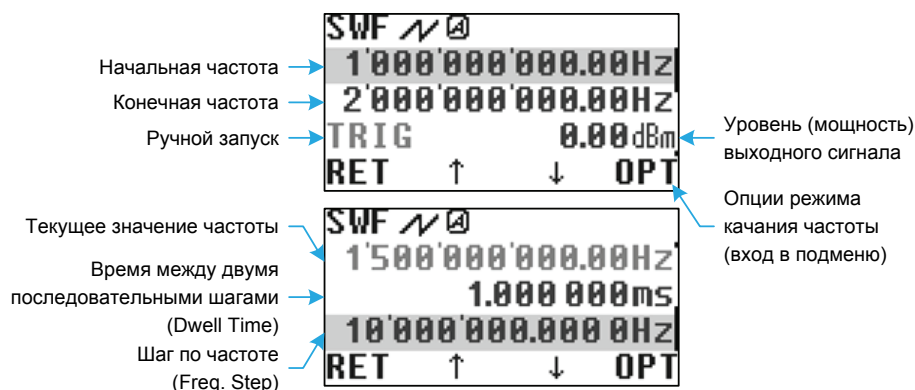 SWF
Начальная частота
1'000'000'000.00Hz
Конечная частота
2'000'000'000.00Hz
Ручной запуск
TRIG 0.00dBm
Уровень (мощность)
выходного сигнала
RET ↑ ↓ OPT
Опции режима
качания частоты
(вход в подменю)
SWF
Текущее значение частоты
1'500'000'000.00Hz
Время между двумя
последовательными шагами
(Dwell Time)
1.000 000ms
Шаг по частоте
(Freq. Step)
10'000'000.000 0Hz
RET ↑ ↓ OPT